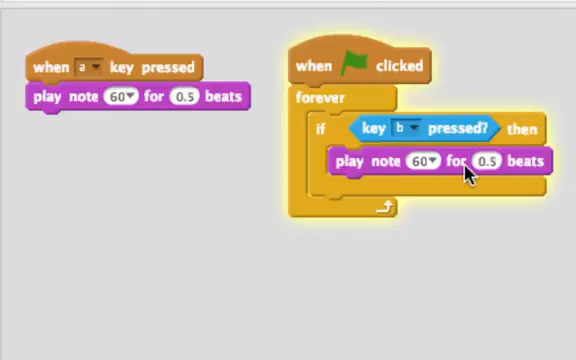 when a key pressed
play note 60 for 0.5 beats
when clicked
forever
if key b pressed? then
play note 60 for 0.5 beats